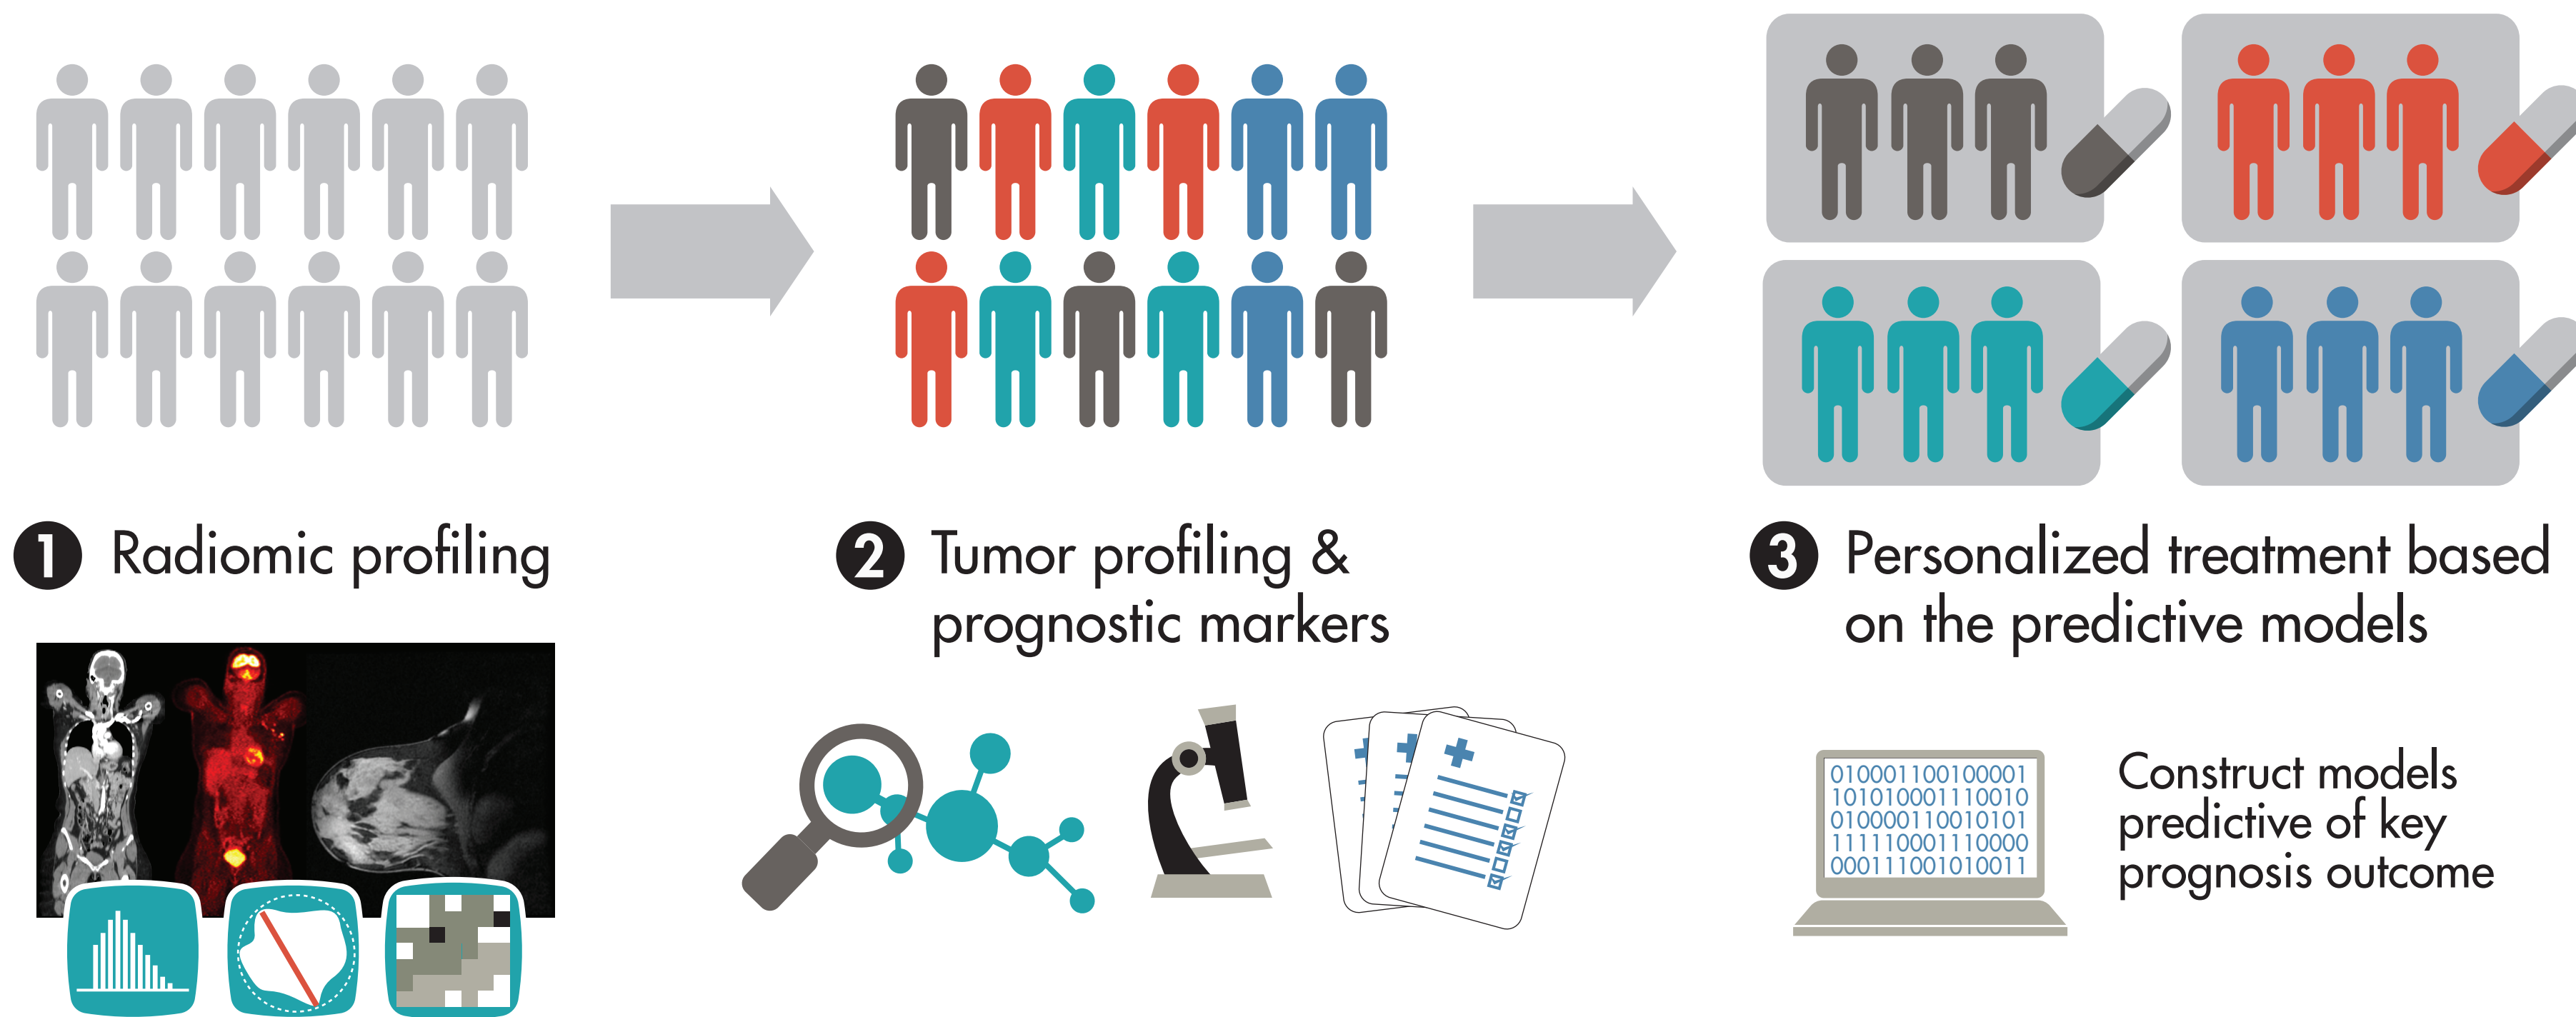 1 Radiomic profiling
2 Tumor profiling &
prognostic markers
3 Personalized treatment based
on the predictive models
010001100100001
101010001110010
010000110010101
111110001110000
000111001010011
Construct models
predictive of key
prognosis outcome